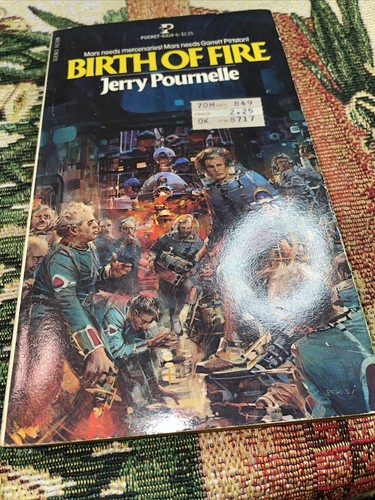 P
POCKET
Mars needs mercenaries! Mars needs Garrett Pittston!
BIRTH OF FIRE
Jerry Pournelle
70M 849
2.25
OK 8717